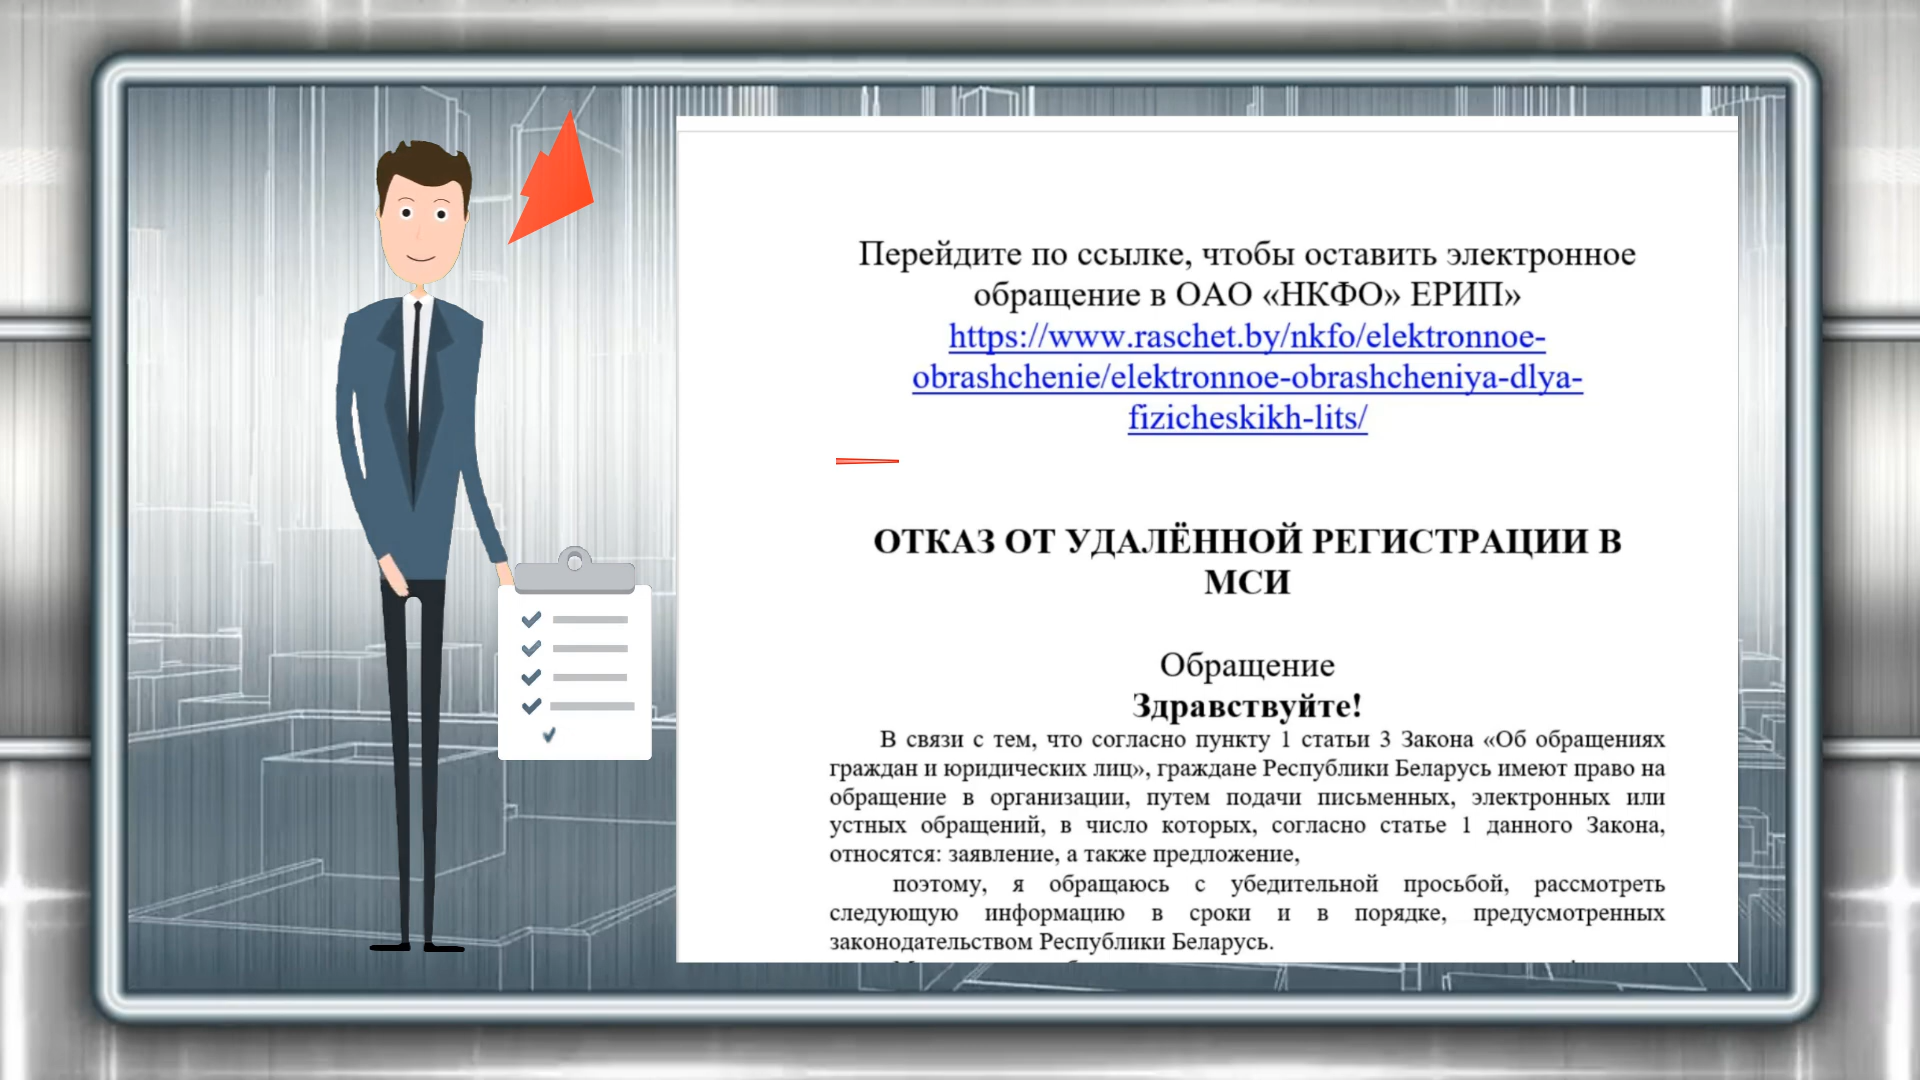 Перейдите по ссылке, чтобы оставить электронное
обращение в ОАО «НКФО» ЕРИП»
https://www.raschet.by/nkfo/elektronnoe-
obrashchenie/elektronnoe-obrashcheniya-dlya-
fizicheskikh-lits/
ОТКАЗ ОТ УДАЛЁННОЙ РЕГИСТРАЦИИ В
МСИ
Обращение
Здравствуйте!
В связи с тем, что согласно пункту 1 статьи 3 Закона «Об обращениях
граждан и юридических лиц», граждане Республики Беларусь имеют право на
обращение в организации, путем подачи письменных, электронных или
устных обращений, в число которых, согласно статье 1 данного Закона,
относятся: заявление, а также предложение,
поэтому, я обращаюсь с убедительной просьбой, рассмотреть
следующую информацию в сроки и в порядке, предусмотренных
законодательством Республики Беларусь.